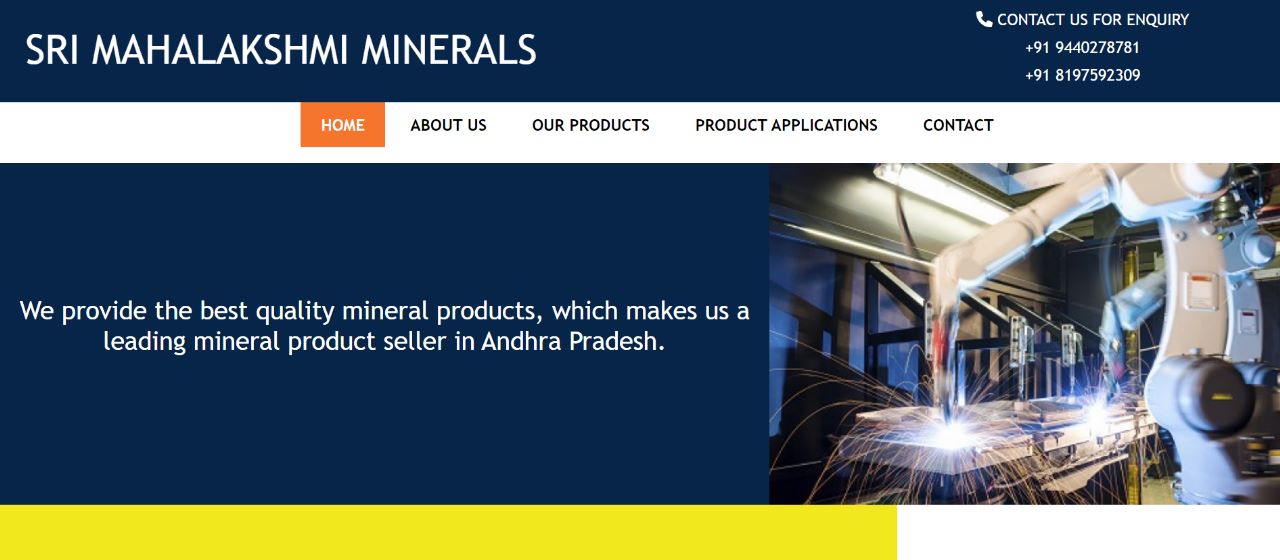 SRI MAHALAKSHMI MINERALS
CONTACT US FOR ENQUIRY
+91 9440278781
+91 8197592309
HOME
ABOUT US
OUR PRODUCTS
PRODUCT APPLICATIONS
CONTACT
We provide the best quality mineral products, which makes us a
leading mineral product seller in Andhra Pradesh.